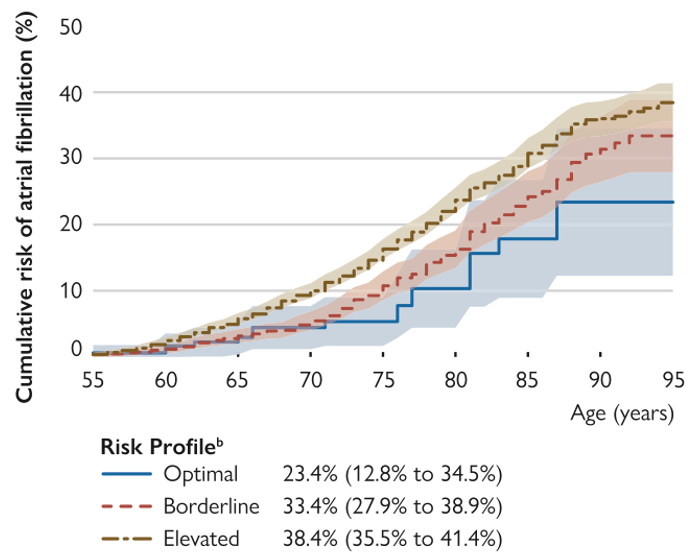 Cumulative risk of atrial fibrillation (%)
50
40
30
20
10
0
55 60 65 70 75 80 85 90 95
Age (years)
Risk Profileᵇ
Optimal 23.4% (12.8% to 34.5%)
Borderline 33.4% (27.9% to 38.9%)
Elevated 38.4% (35.5% to 41.4%)